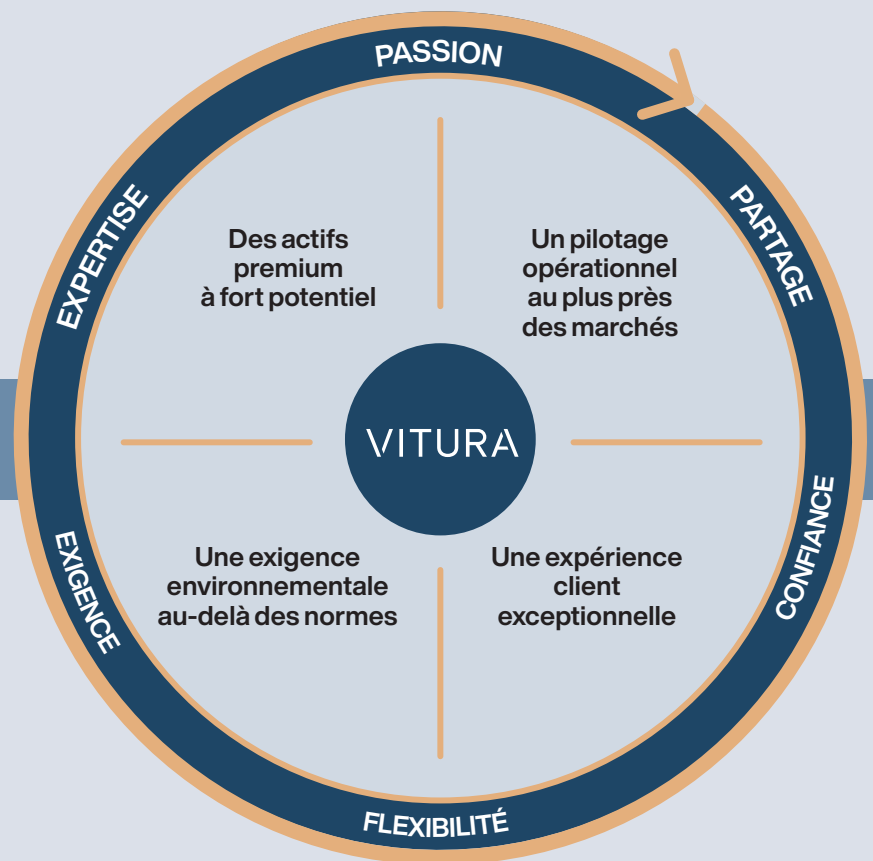 PASSION
PARTAGE
CONFIANCE
FLEXIBILITÉ
EXIGENCE
EXPERTISE
Des actifs
premium
à fort potentiel
Un pilotage
opérationnel
au plus près
des marchés
VITURA
Une exigence
environnementale
au-delà des normes
Une expérience
client
exceptionnelle